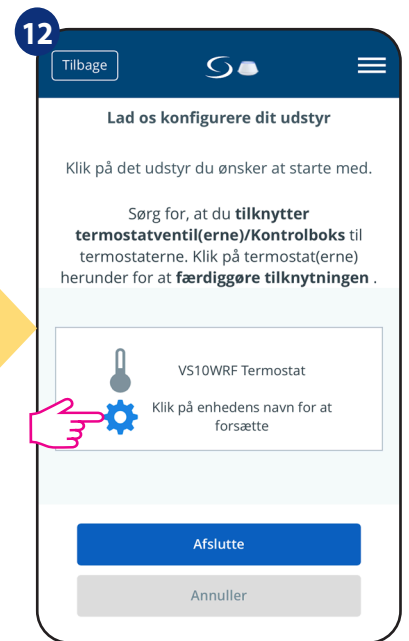 12
Tilbage
Lad os konfigurere dit udstyr
Klik på det udstyr du ønsker at starte med.
Sørg for, at du tilknytter
termostatventil(erne)/Kontrolboks til
termostaterne. Klik på termostat(erne)
herunder for at færdiggøre tilknytningen .
VS10WRF Termostat
Klik på enhedens navn for at
forsætte
Afslutte
Annuller